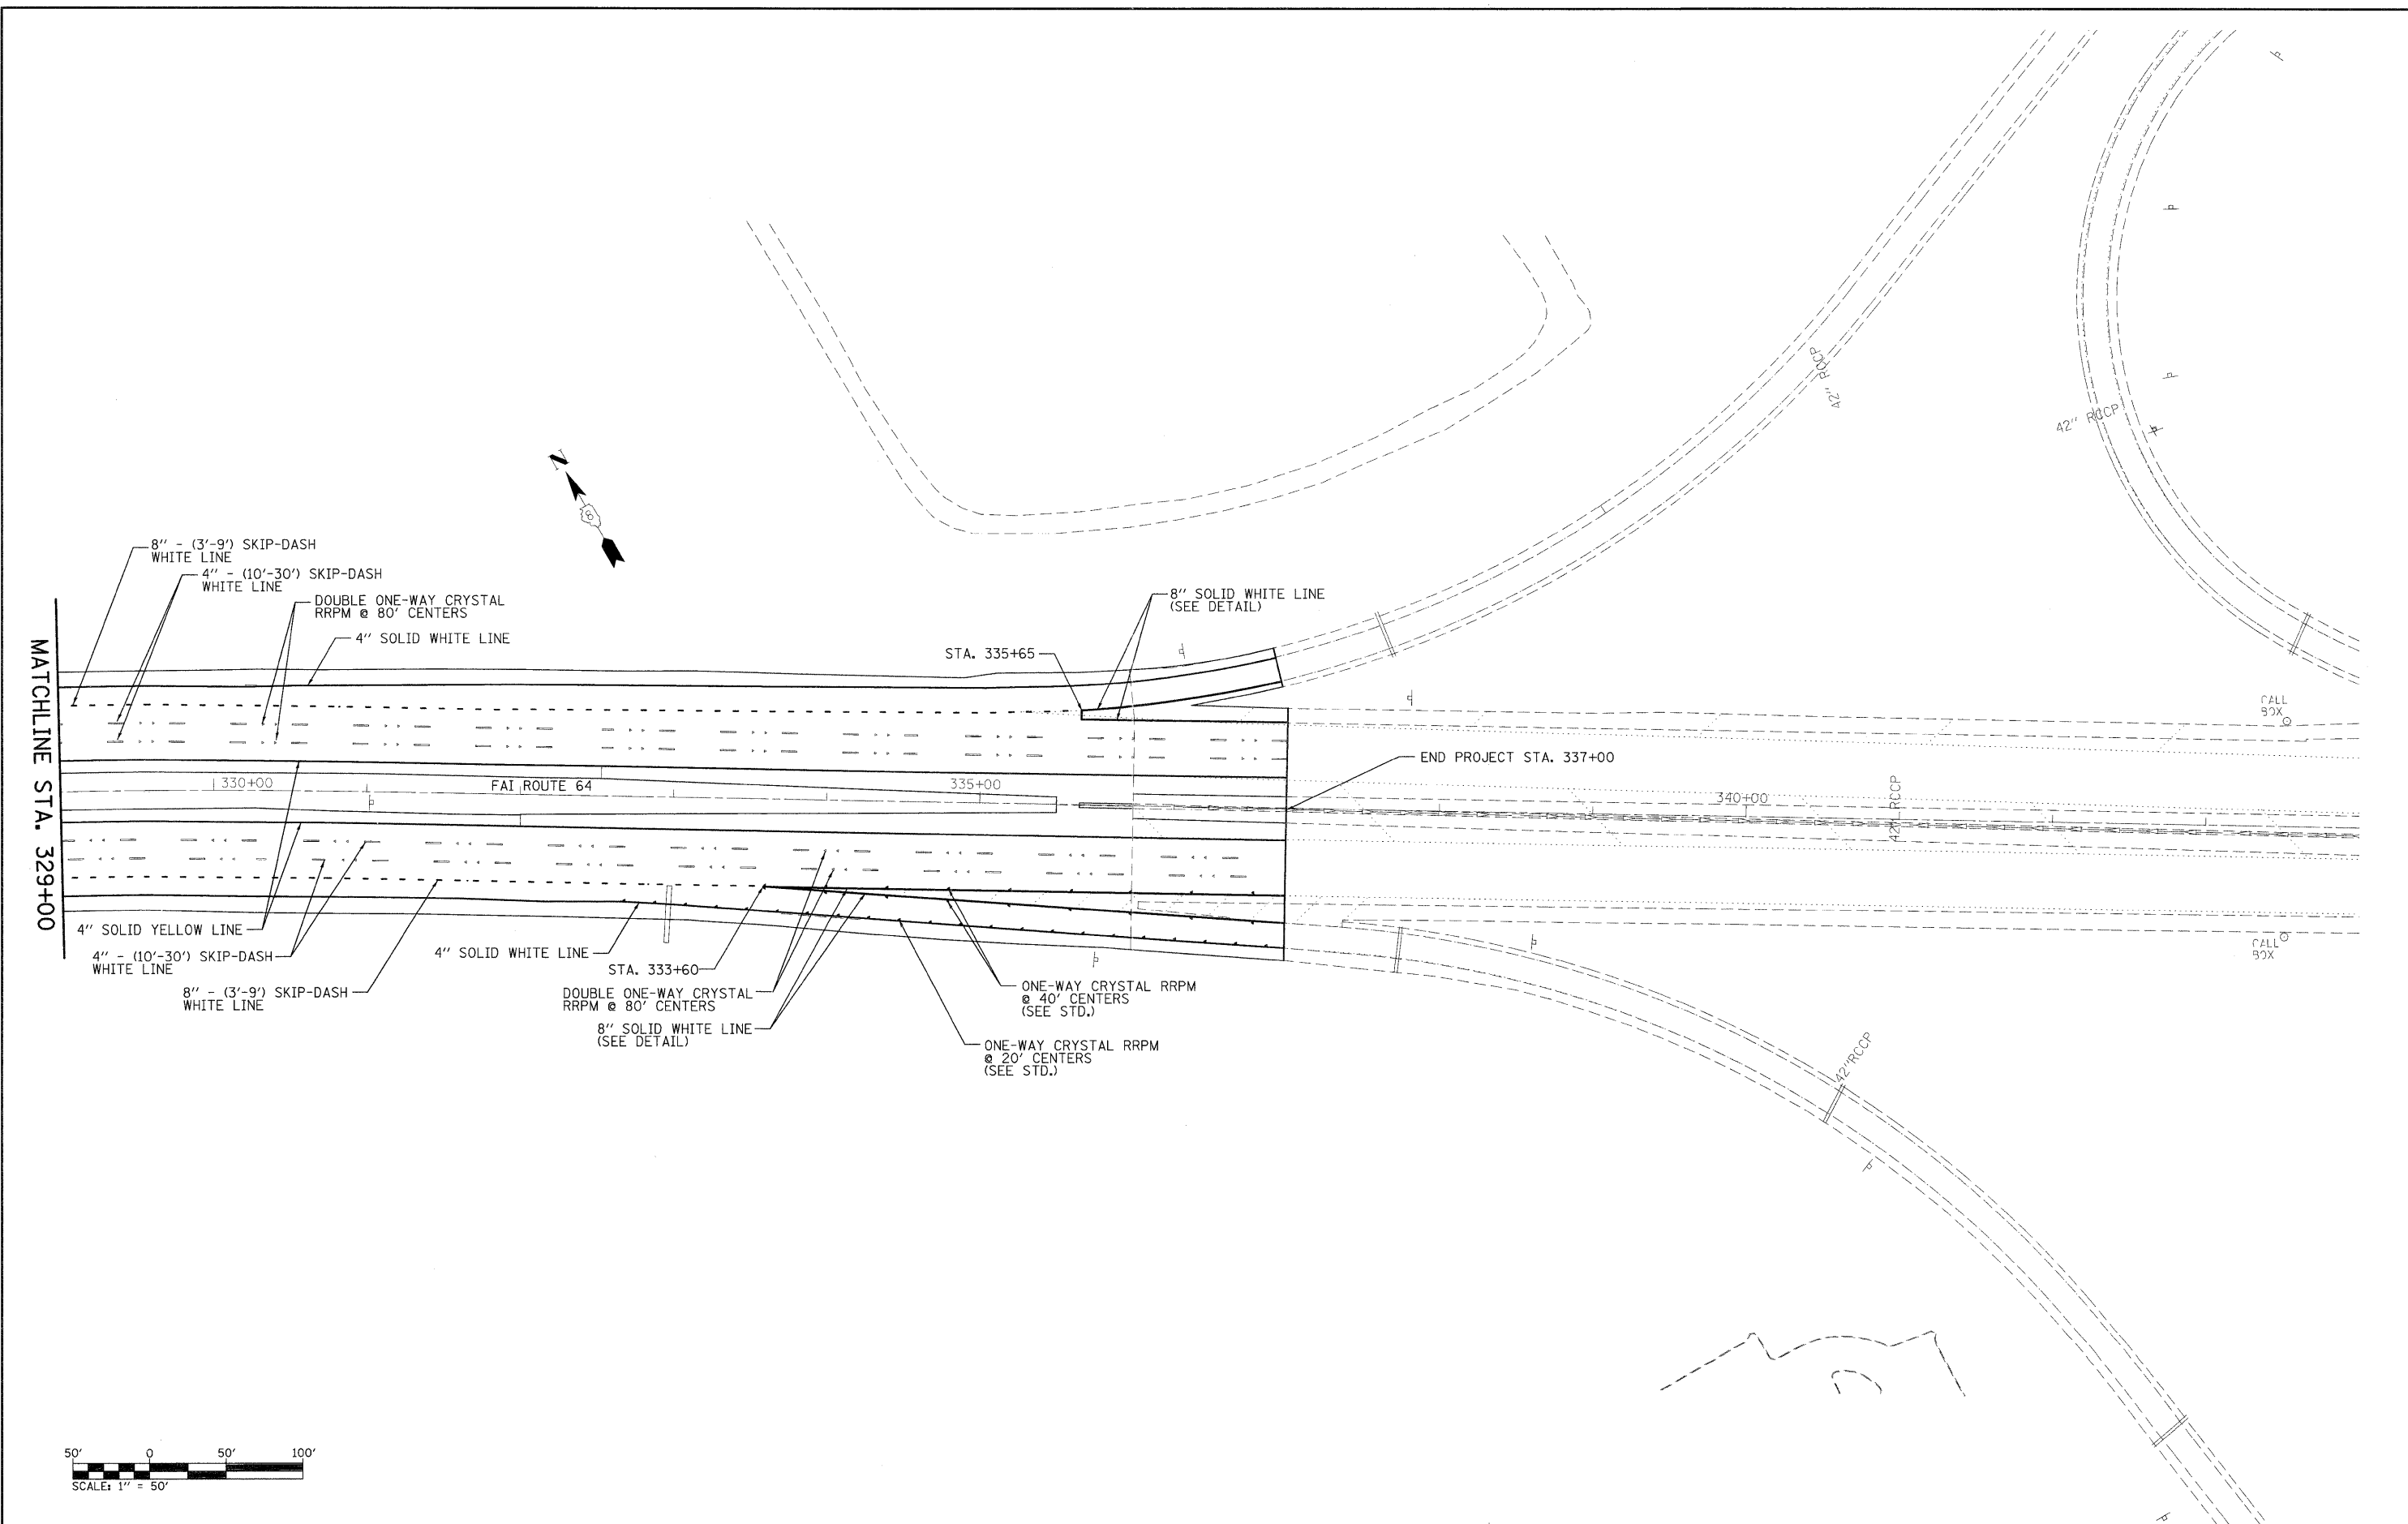 42" RCCP
42" RCCP
N
8
8" - (3'-9') SKIP-DASH
WHITE LINE
4" - (10'-30') SKIP-DASH
WHITE LINE
DOUBLE ONE-WAY CRYSTAL
RRPM @ 80' CENTERS
4" SOLID WHITE LINE
8" SOLID WHITE LINE
(SEE DETAIL)
STA. 335+65
MATCHLINE STA. 329+00
CALL
BOX
END PROJECT STA. 337+00
330+00
FAI ROUTE 64
335+00
340+00
42" RCCP
4" SOLID YELLOW LINE
4" - (10'-30') SKIP-DASH
WHITE LINE
8" - (3'-9') SKIP-DASH
WHITE LINE
4" SOLID WHITE LINE
STA. 333+60
DOUBLE ONE-WAY CRYSTAL
RRPM @ 80' CENTERS
8" SOLID WHITE LINE
(SEE DETAIL)
ONE-WAY CRYSTAL RRPM
@ 40' CENTERS
(SEE STD.)
ONE-WAY CRYSTAL RRPM
@ 20' CENTERS
(SEE STD.)
CALL
BOX
42"RCCP
50' 0 50' 100'
SCALE: 1" = 50'